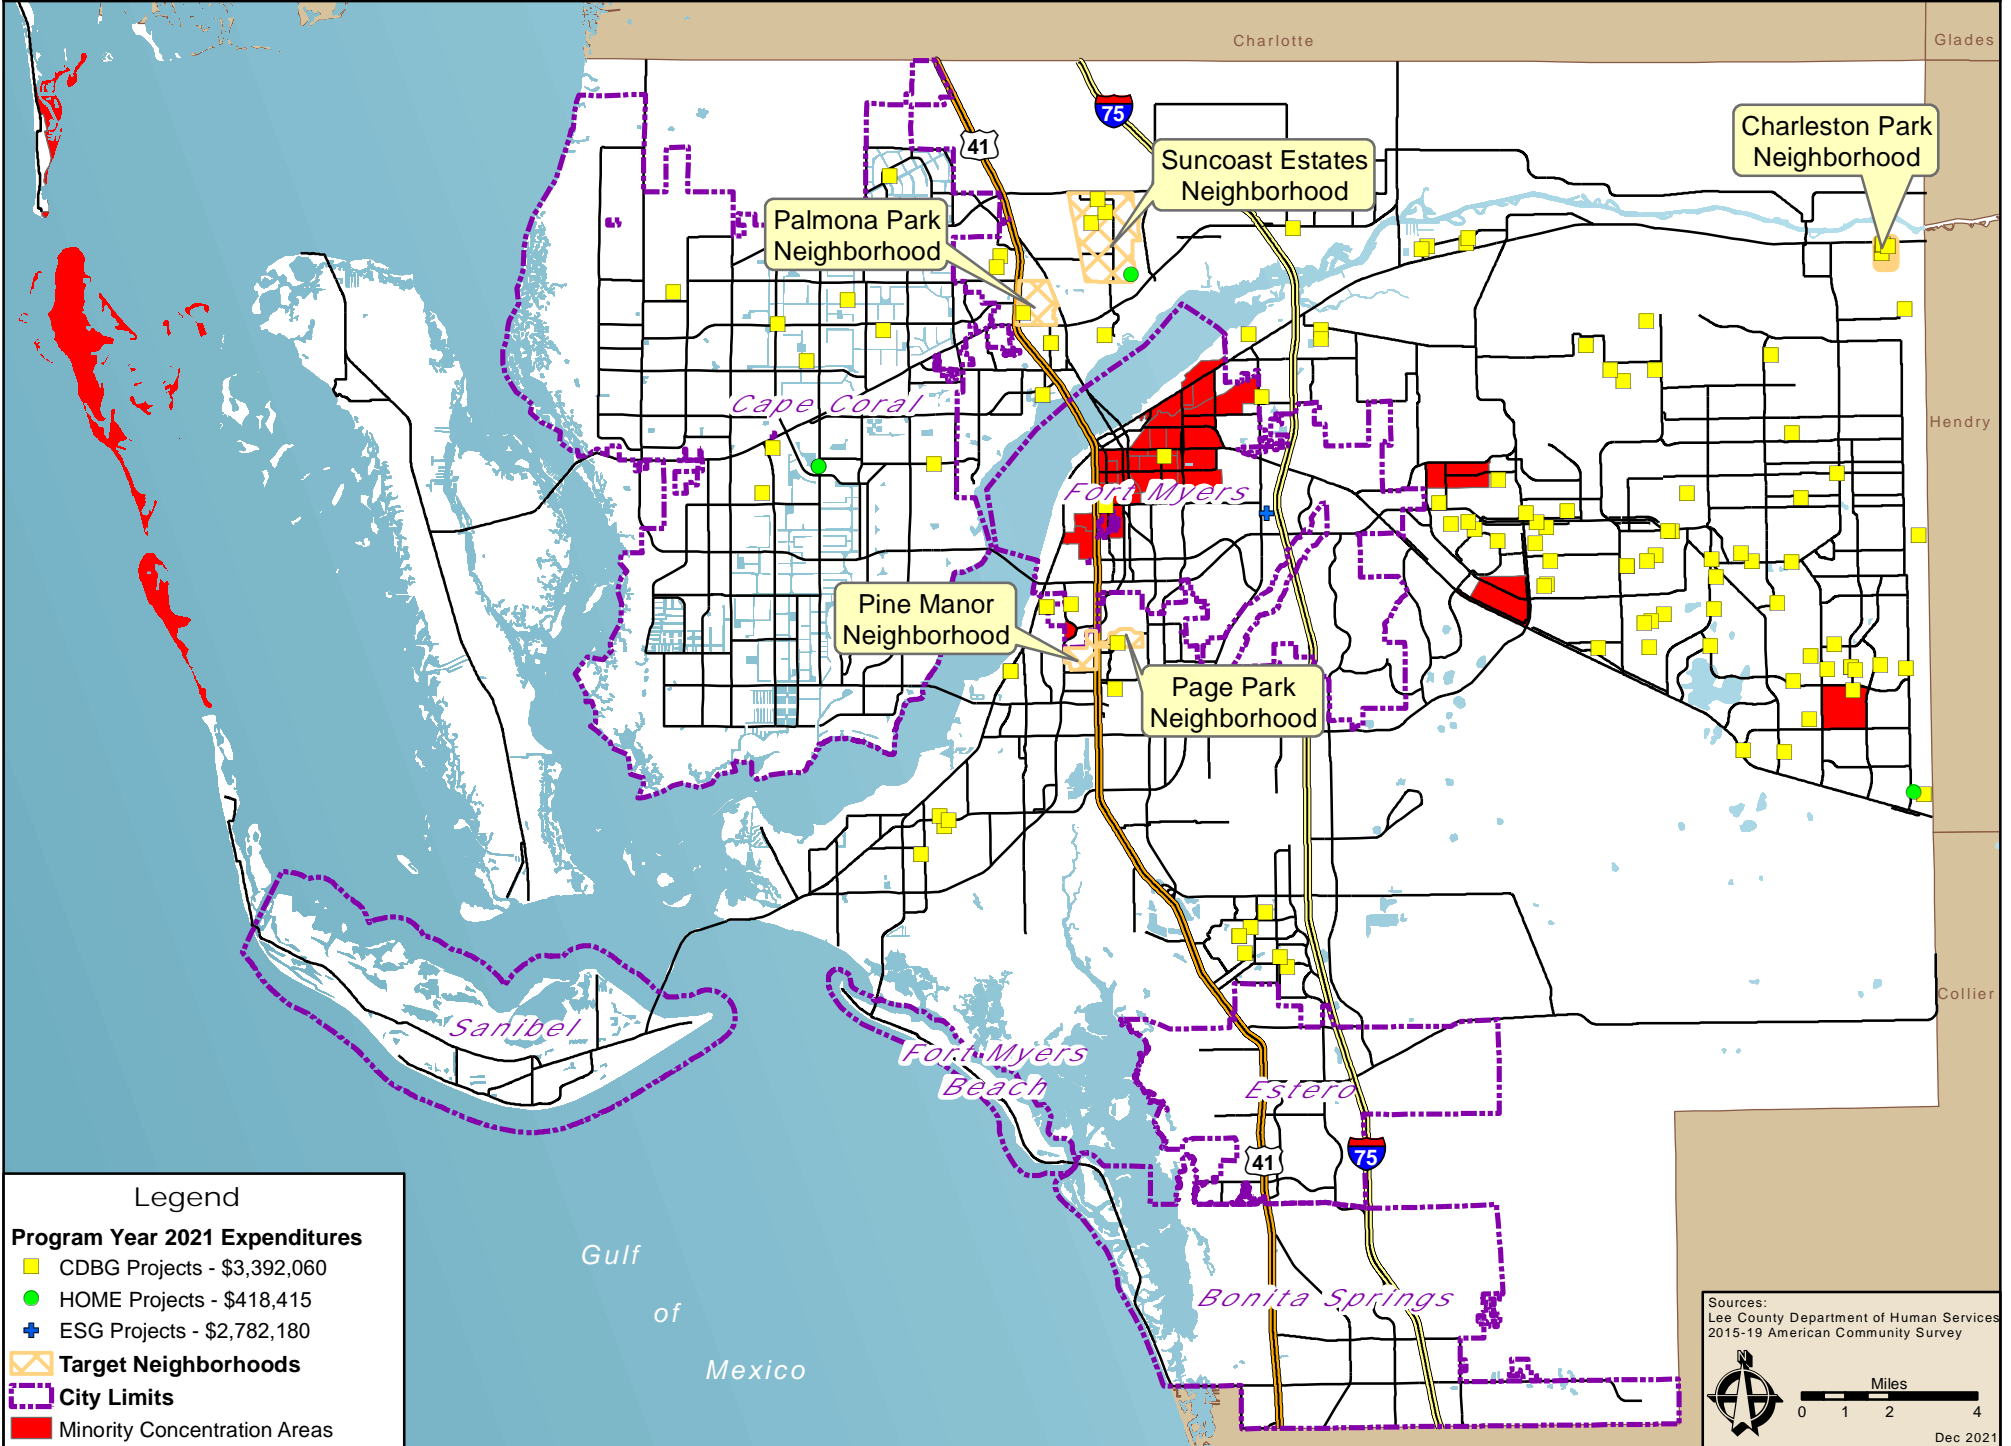 Charlotte
Glades
75
41
Charleston Park
Neighborhood
Suncoast Estates
Neighborhood
Palmona Park
Neighborhood
Cape Coral
Hendry
Fort Myers
Pine Manor
Neighborhood
Page Park
Neighborhood
Collier
Sanibel
Fort Myers
Beach
Estero
41
75
Bonita Springs
Gulf
of
Mexico
Legend
Program Year 2021 Expenditures
CDBG Projects - $3,392,060
HOME Projects - $418,415
ESG Projects - $2,782,180
Target Neighborhoods
City Limits
Minority Concentration Areas
Sources:
Lee County Department of Human Services
2015-19 American Community Survey
N
Miles
0 1 2 4
Dec 2021